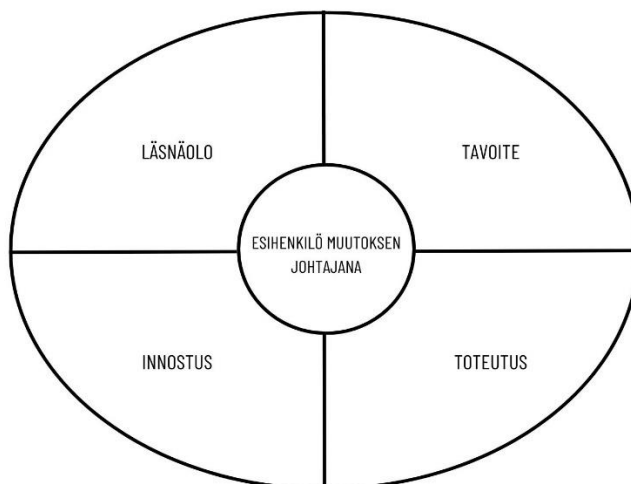 LÄSNÄOLO
TAVOITE
ESIHENKILÖ MUUTOKSEN
JOHTAJANA
INNOSTUS
TOTEUTUS